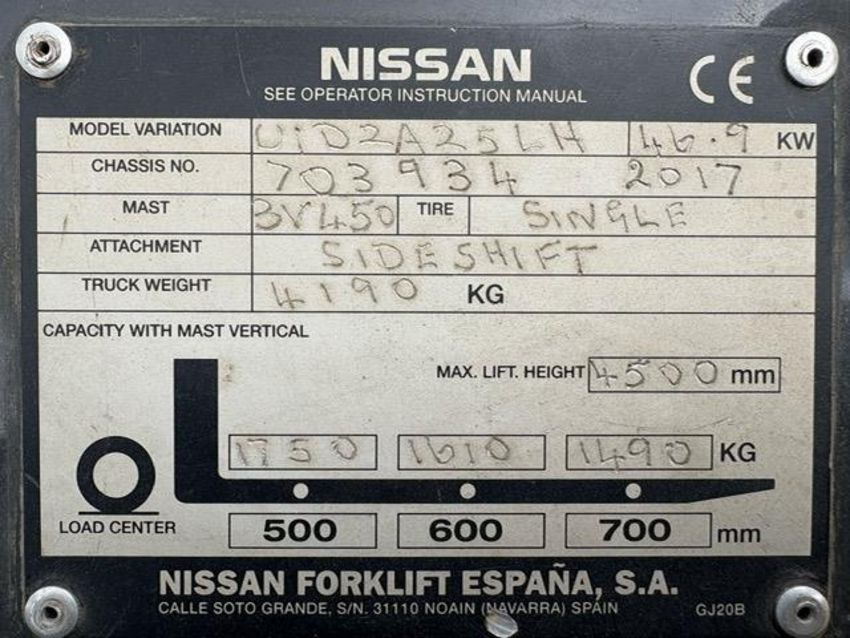 NISSAN
CE
SEE OPERATOR INSTRUCTION MANUAL
MODEL VARIATION U1D2A25LH 46.9 KW
CHASSIS NO. 703934 2017
MAST 3V450 TIRE SINGLE
ATTACHMENT SIDESHIFT
TRUCK WEIGHT 4190 KG
CAPACITY WITH MAST VERTICAL
MAX. LIFT. HEIGHT 4500 mm
1750 1610 1490 KG
LOAD CENTER 500 600 700 mm
NISSAN FORKLIFT ESPAÑA, S.A.
CALLE SOTO GRANDE, S/N. 31110 NOAIN (NAVARRA) SPAIN GJ20B